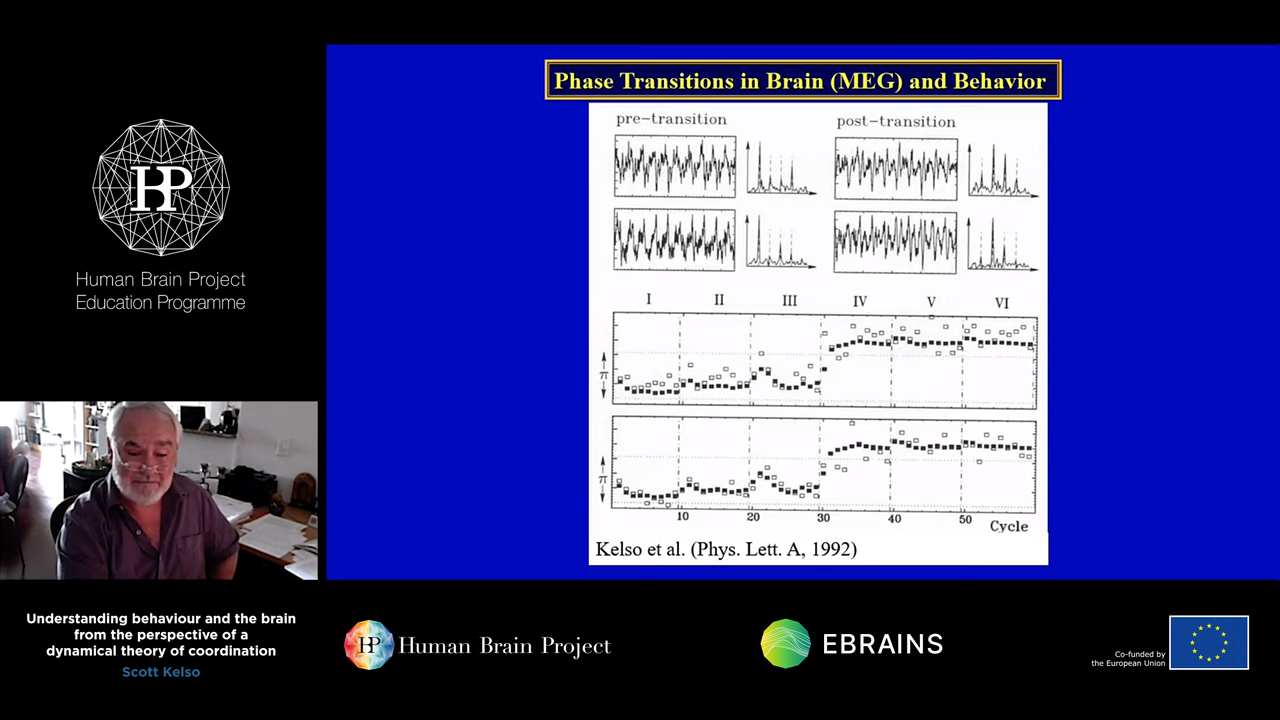 Phase Transitions in Brain (MEG) and Behavior
pre-transition
post-transition
I II III IV V VI
π
π
10 20 30 40 50 Cycle
Kelso et al. (Phys. Lett. A, 1992)
HP
Human Brain Project
Education Programme
Understanding behaviour and the brain
from the perspective of a
dynamical theory of coordination
Scott Kelso
HP
Human Brain Project
EBRAINS
Co-funded by
the European Union